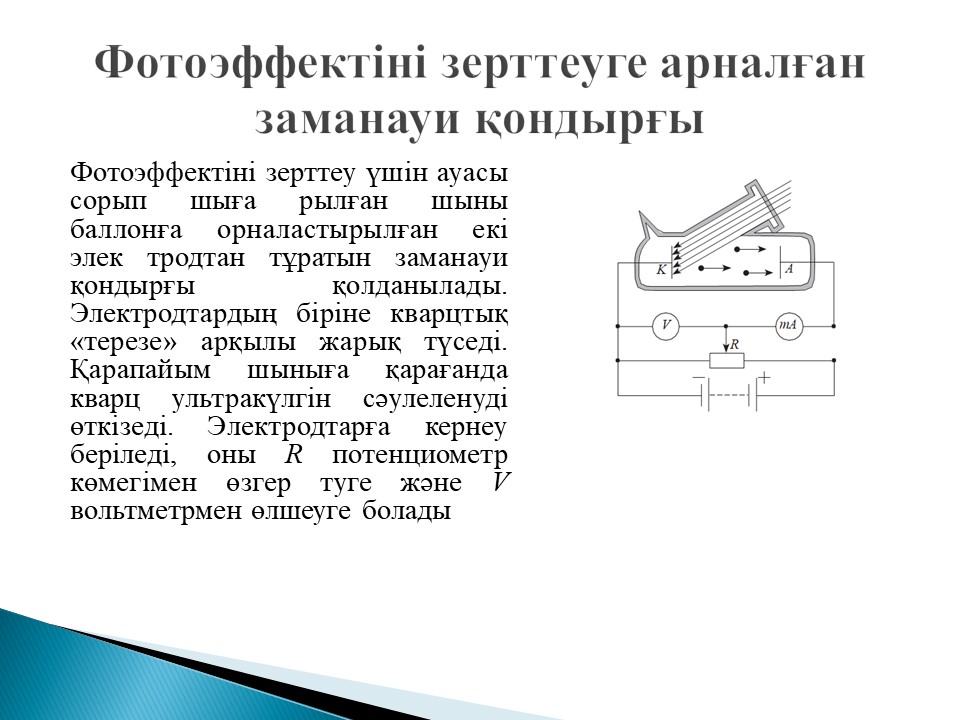 Фотоэффектіні зерттеуге арналған
заманауи қондырғы
Фотоэффектіні зерттеу үшін ауасы
сорып шыға рылған шыны
баллонға орналастырылған екі
элек тродтан тұратын заманауи
қондырғы қолданылады.
Электродтардың біріне кварцтық
«терезе» арқылы жарық түседі.
Қарапайым шыныға қарағанда
кварц ультракүлгін сәулеленуді
өткізеді. Электродтарға кернеу
беріледі, оны R потенциометр
көмегімен өзгер туге және V
вольтметрмен өлшеуге болады
K A
V mA
R
− +